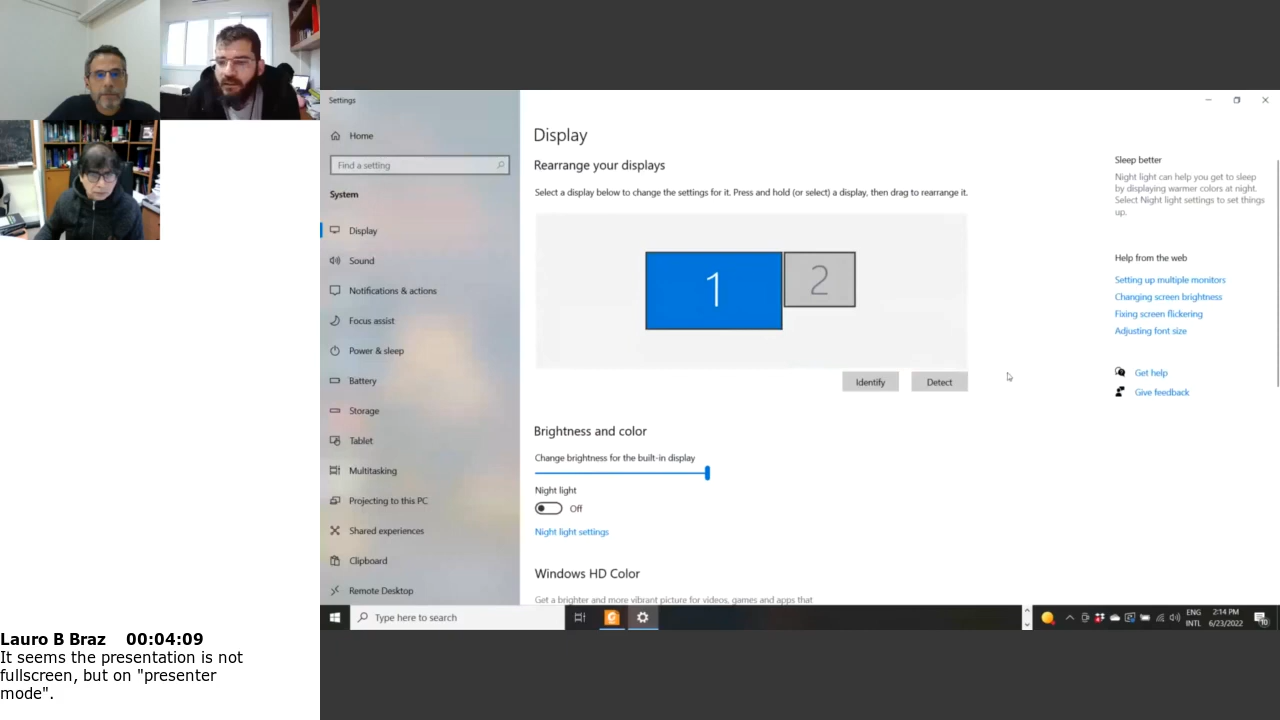 Settings
Home
Find a setting
System
Display
Sound
Notifications & actions
Focus assist
Power & sleep
Battery
Storage
Tablet
Multitasking
Projecting to this PC
Shared experiences
Clipboard
Remote Desktop
Display
Rearrange your displays
Select a display below to change the settings for it. Press and hold (or select) a display, then drag to rearrange it.
1
2
Identify
Detect
Brightness and color
Change brightness for the built-in display
Night light
Off
Night light settings
Windows HD Color
Get a brighter and more vibrant picture for videos, games and apps that
Sleep better
Night light can help you get to sleep
by displaying warmer colors at night.
Select Night light settings to set things
up.
Help from the web
Setting up multiple monitors
Changing screen brightness
Fixing screen flickering
Adjusting font size
Get help
Give feedback
Type here to search
ENG
INTL
2:14 PM
6/23/2022
10
Lauro B Braz 00:04:09
It seems the presentation is not
fullscreen, but on "presenter
mode".